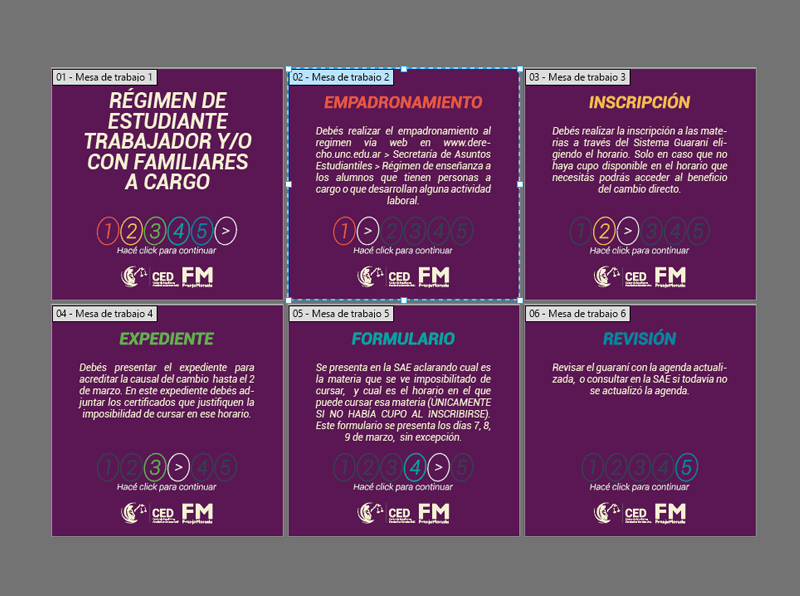 01 - Mesa de trabajo 1
RÉGIMEN DE
ESTUDIANTE
TRABAJADOR Y/O
CON FAMILIARES
A CARGO
1 2 3 4 5 >
Hacé click para continuar
CED FM
FranjaMorada
02 - Mesa de trabajo 2
EMPADRONAMIENTO
Debés realizar el empadronamiento al
regimen vía web en www.dere-
cho.unc.edu.ar > Secretaría de Asuntos
Estudiantiles > Régimen de enseñanza a
los alumnos que tienen personas a
cargo o que desarrollan alguna actividad
laboral.
1 > 2 3 4 5
Hacé click para continuar
CED FM
FranjaMorada
03 - Mesa de trabajo 3
INSCRIPCIÓN
Debés realizar la inscripción a las mate-
rias a través del Sistema Guaraní eli-
giendo el horario. Solo en caso que no
haya cupo disponible en el horario que
necesitas podrás acceder al beneficio
del cambio directo.
1 2 > 3 4 5
Hacé click para continuar
CED FM
FranjaMorada
04 - Mesa de trabajo 4
EXPEDIENTE
Debés presentar el expediente para
acreditar la causal del cambio hasta el 2
de marzo. En este expediente debés ad-
juntar los certificados que justifiquen la
imposibilidad de cursar en ese horario.
1 2 3 > 4 5
Hacé click para continuar
CED FM
FranjaMorada
05 - Mesa de trabajo 5
FORMULARIO
Se presenta en la SAE aclarando cual es
la materia que se ve imposibilitado de
cursar, y cual es el horario en el que
puede cursar esa materia (ÚNICAMENTE
SI NO HABÍA CUPO AL INSCRIBIRSE).
Este formulario se presenta los días 7, 8,
9 de marzo, sin excepción.
1 2 3 4 > 5
Hacé click para continuar
CED FM
FranjaMorada
06 - Mesa de trabajo 6
REVISIÓN
Revisar el guaraní con la agenda actuali-
zada, o consultar en la SAE si todavía no
se actualizó la agenda.
1 2 3 4 5
Hacé click para continuar
CED FM
FranjaMorada